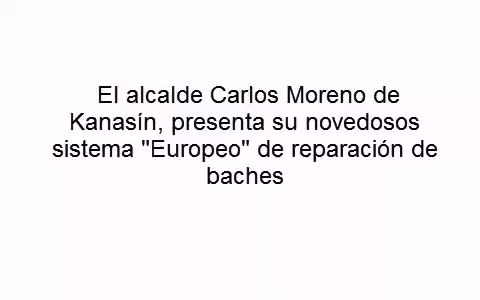 El alcalde Carlos Moreno de
Kanasín, presenta su novedosos
sistema "Europeo" de reparación de
baches